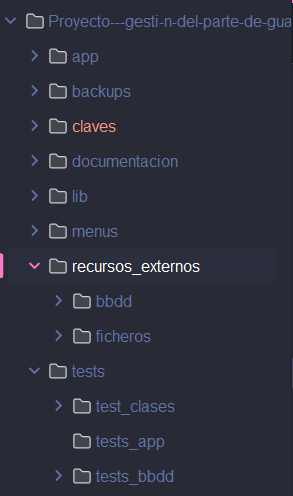 Proyecto---gesti-n-del-parte-de-gua
app
backups
claves
documentacion
lib
menus
recursos_externos
bbdd
ficheros
tests
test_clases
tests_app
tests_bbdd